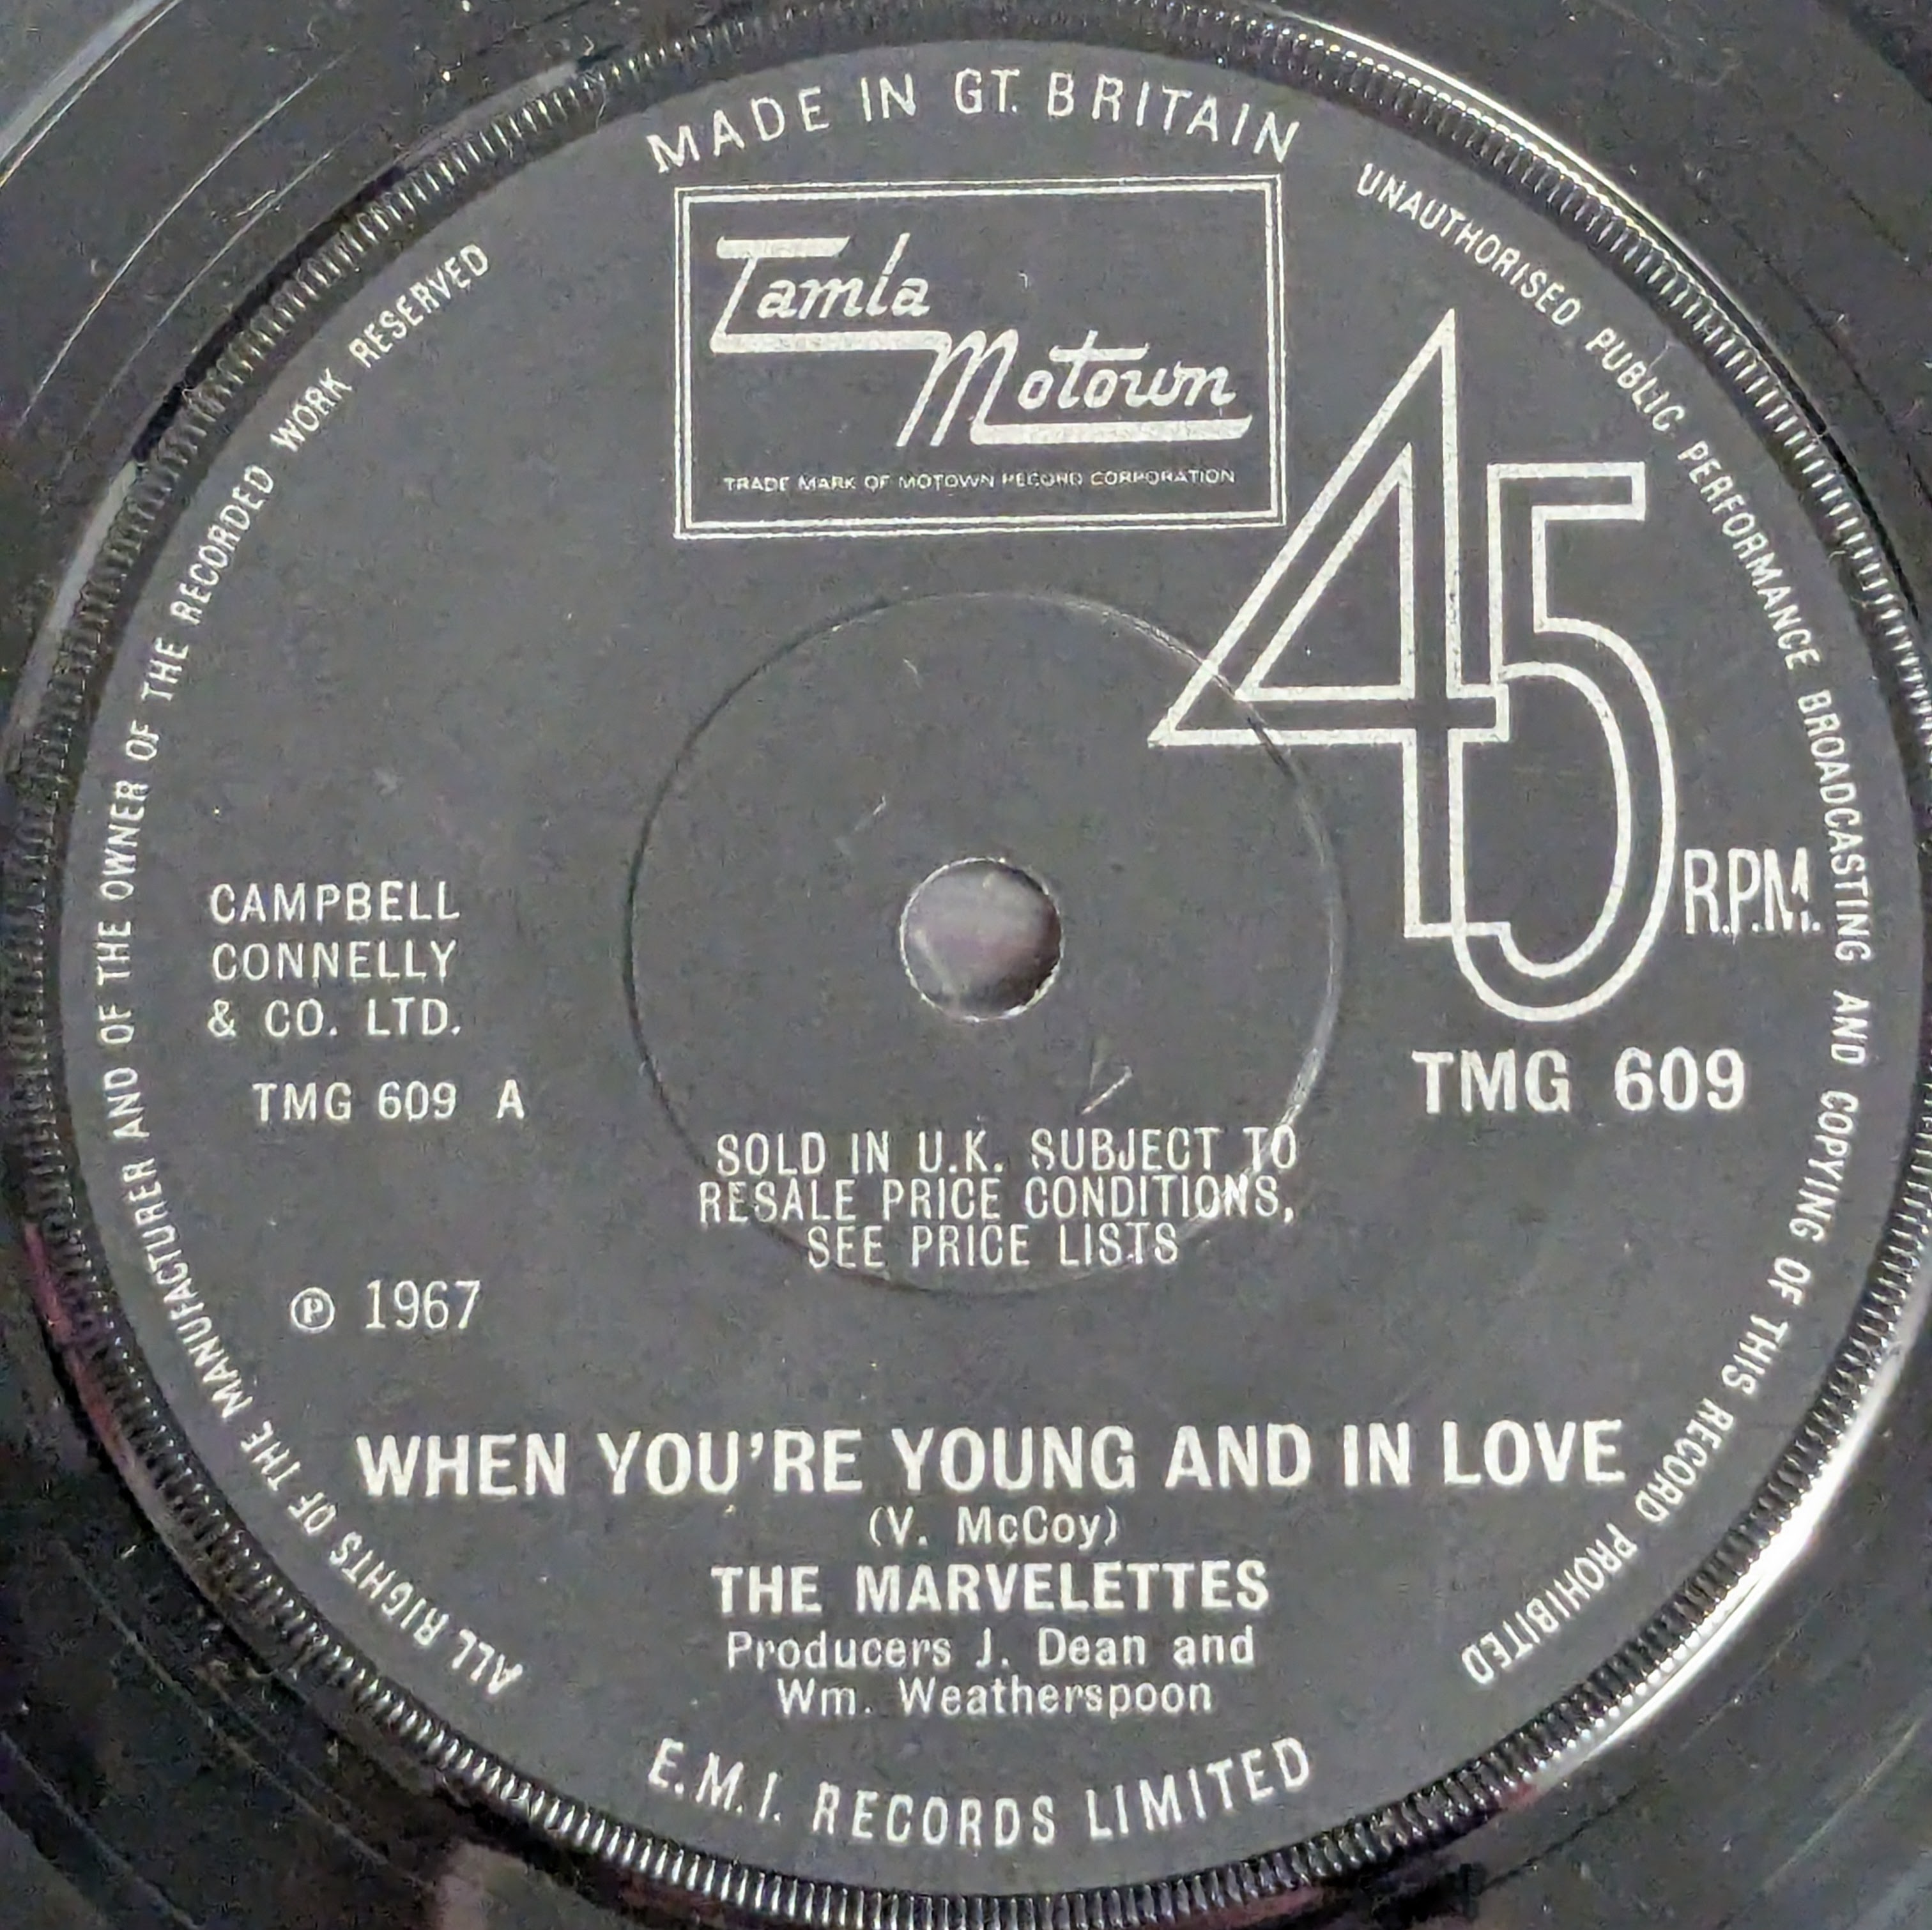 MADE IN GT. BRITAIN
Tamla
Motown
TRADE MARK OF MOTOWN RECORD CORPORATION
UNAUTHORISED PUBLIC PERFORMANCE BROADCASTING AND COPYING OF THIS RECORD PROHIBITED
ALL RIGHTS OF THE MANUFACTURER AND OF THE OWNER OF THE RECORDED WORK RESERVED
45
R.P.M.
CAMPBELL
CONNELLY
& CO. LTD.
TMG 609 A
TMG 609
SOLD IN U.K. SUBJECT TO
RESALE PRICE CONDITIONS,
SEE PRICE LISTS
℗ 1967
WHEN YOU'RE YOUNG AND IN LOVE
(V. McCoy)
THE MARVELETTES
Producers J. Dean and
Wm. Weatherspoon
E.M.I. RECORDS LIMITED